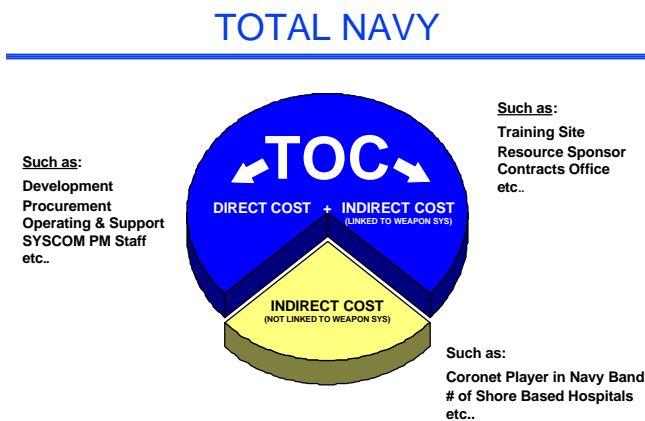 TOTAL NAVY
Such as:
Development
Procurement
Operating & Support
SYSCOM PM Staff
etc..
TOC
DIRECT COST + INDIRECT COST
(LINKED TO WEAPON SYS)
Such as:
Training Site
Resource Sponsor
Contracts Office
etc..
INDIRECT COST
(NOT LINKED TO WEAPON SYS)
Such as:
Coronet Player in Navy Band
# of Shore Based Hospitals
etc..